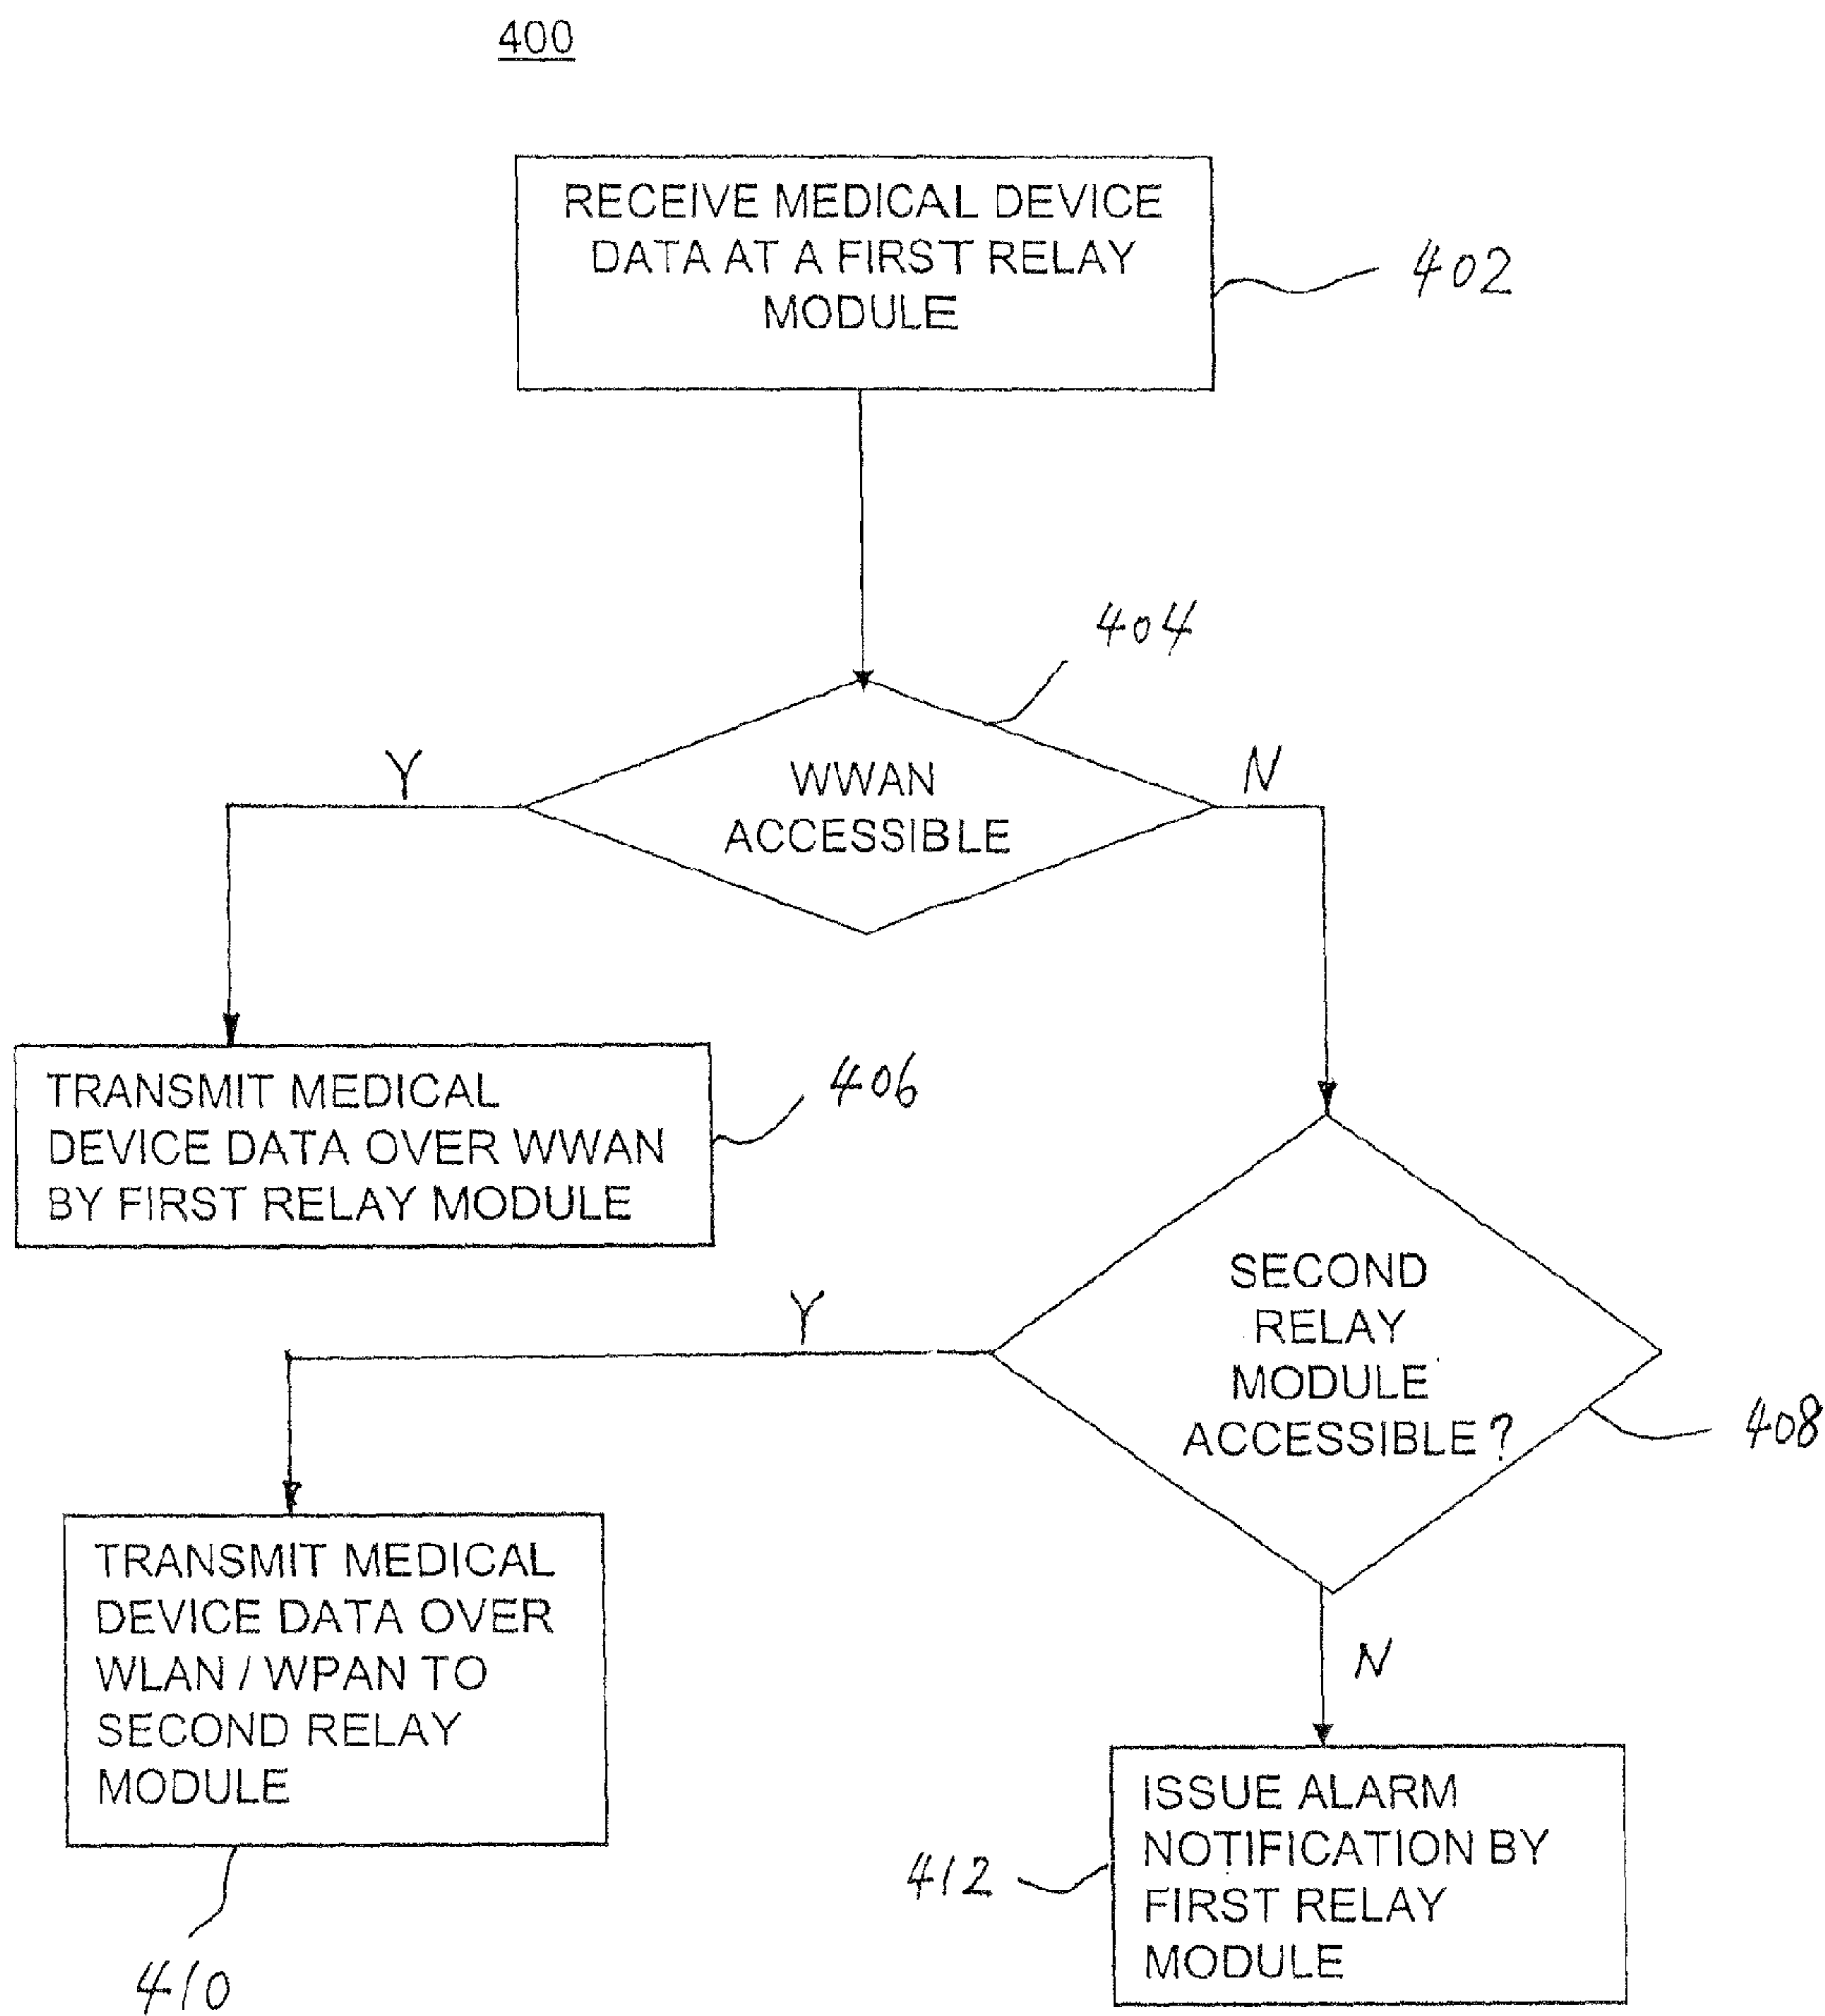 400
RECEIVE MEDICAL DEVICE
DATA AT A FIRST RELAY
MODULE
402
404
Y
WWAN
ACCESSIBLE
N
TRANSMIT MEDICAL
DEVICE DATA OVER WWAN
BY FIRST RELAY MODULE
406
Y
SECOND
RELAY
MODULE
ACCESSIBLE?
408
TRANSMIT MEDICAL
DEVICE DATA OVER
WLAN / WPAN TO
SECOND RELAY
MODULE
410
N
ISSUE ALARM
NOTIFICATION BY
FIRST RELAY
MODULE
412